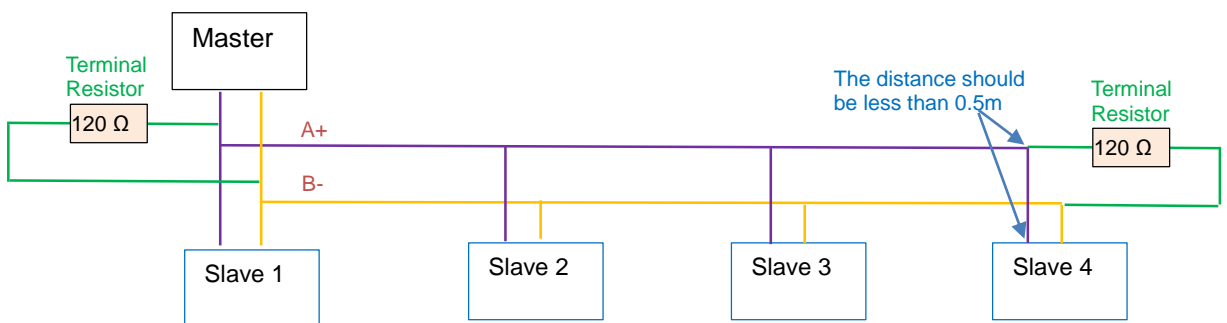 Master
Terminal
Resistor
120 Ω
A+
B-
The distance should
be less than 0.5m
Terminal
Resistor
120 Ω
Slave 1
Slave 2
Slave 3
Slave 4